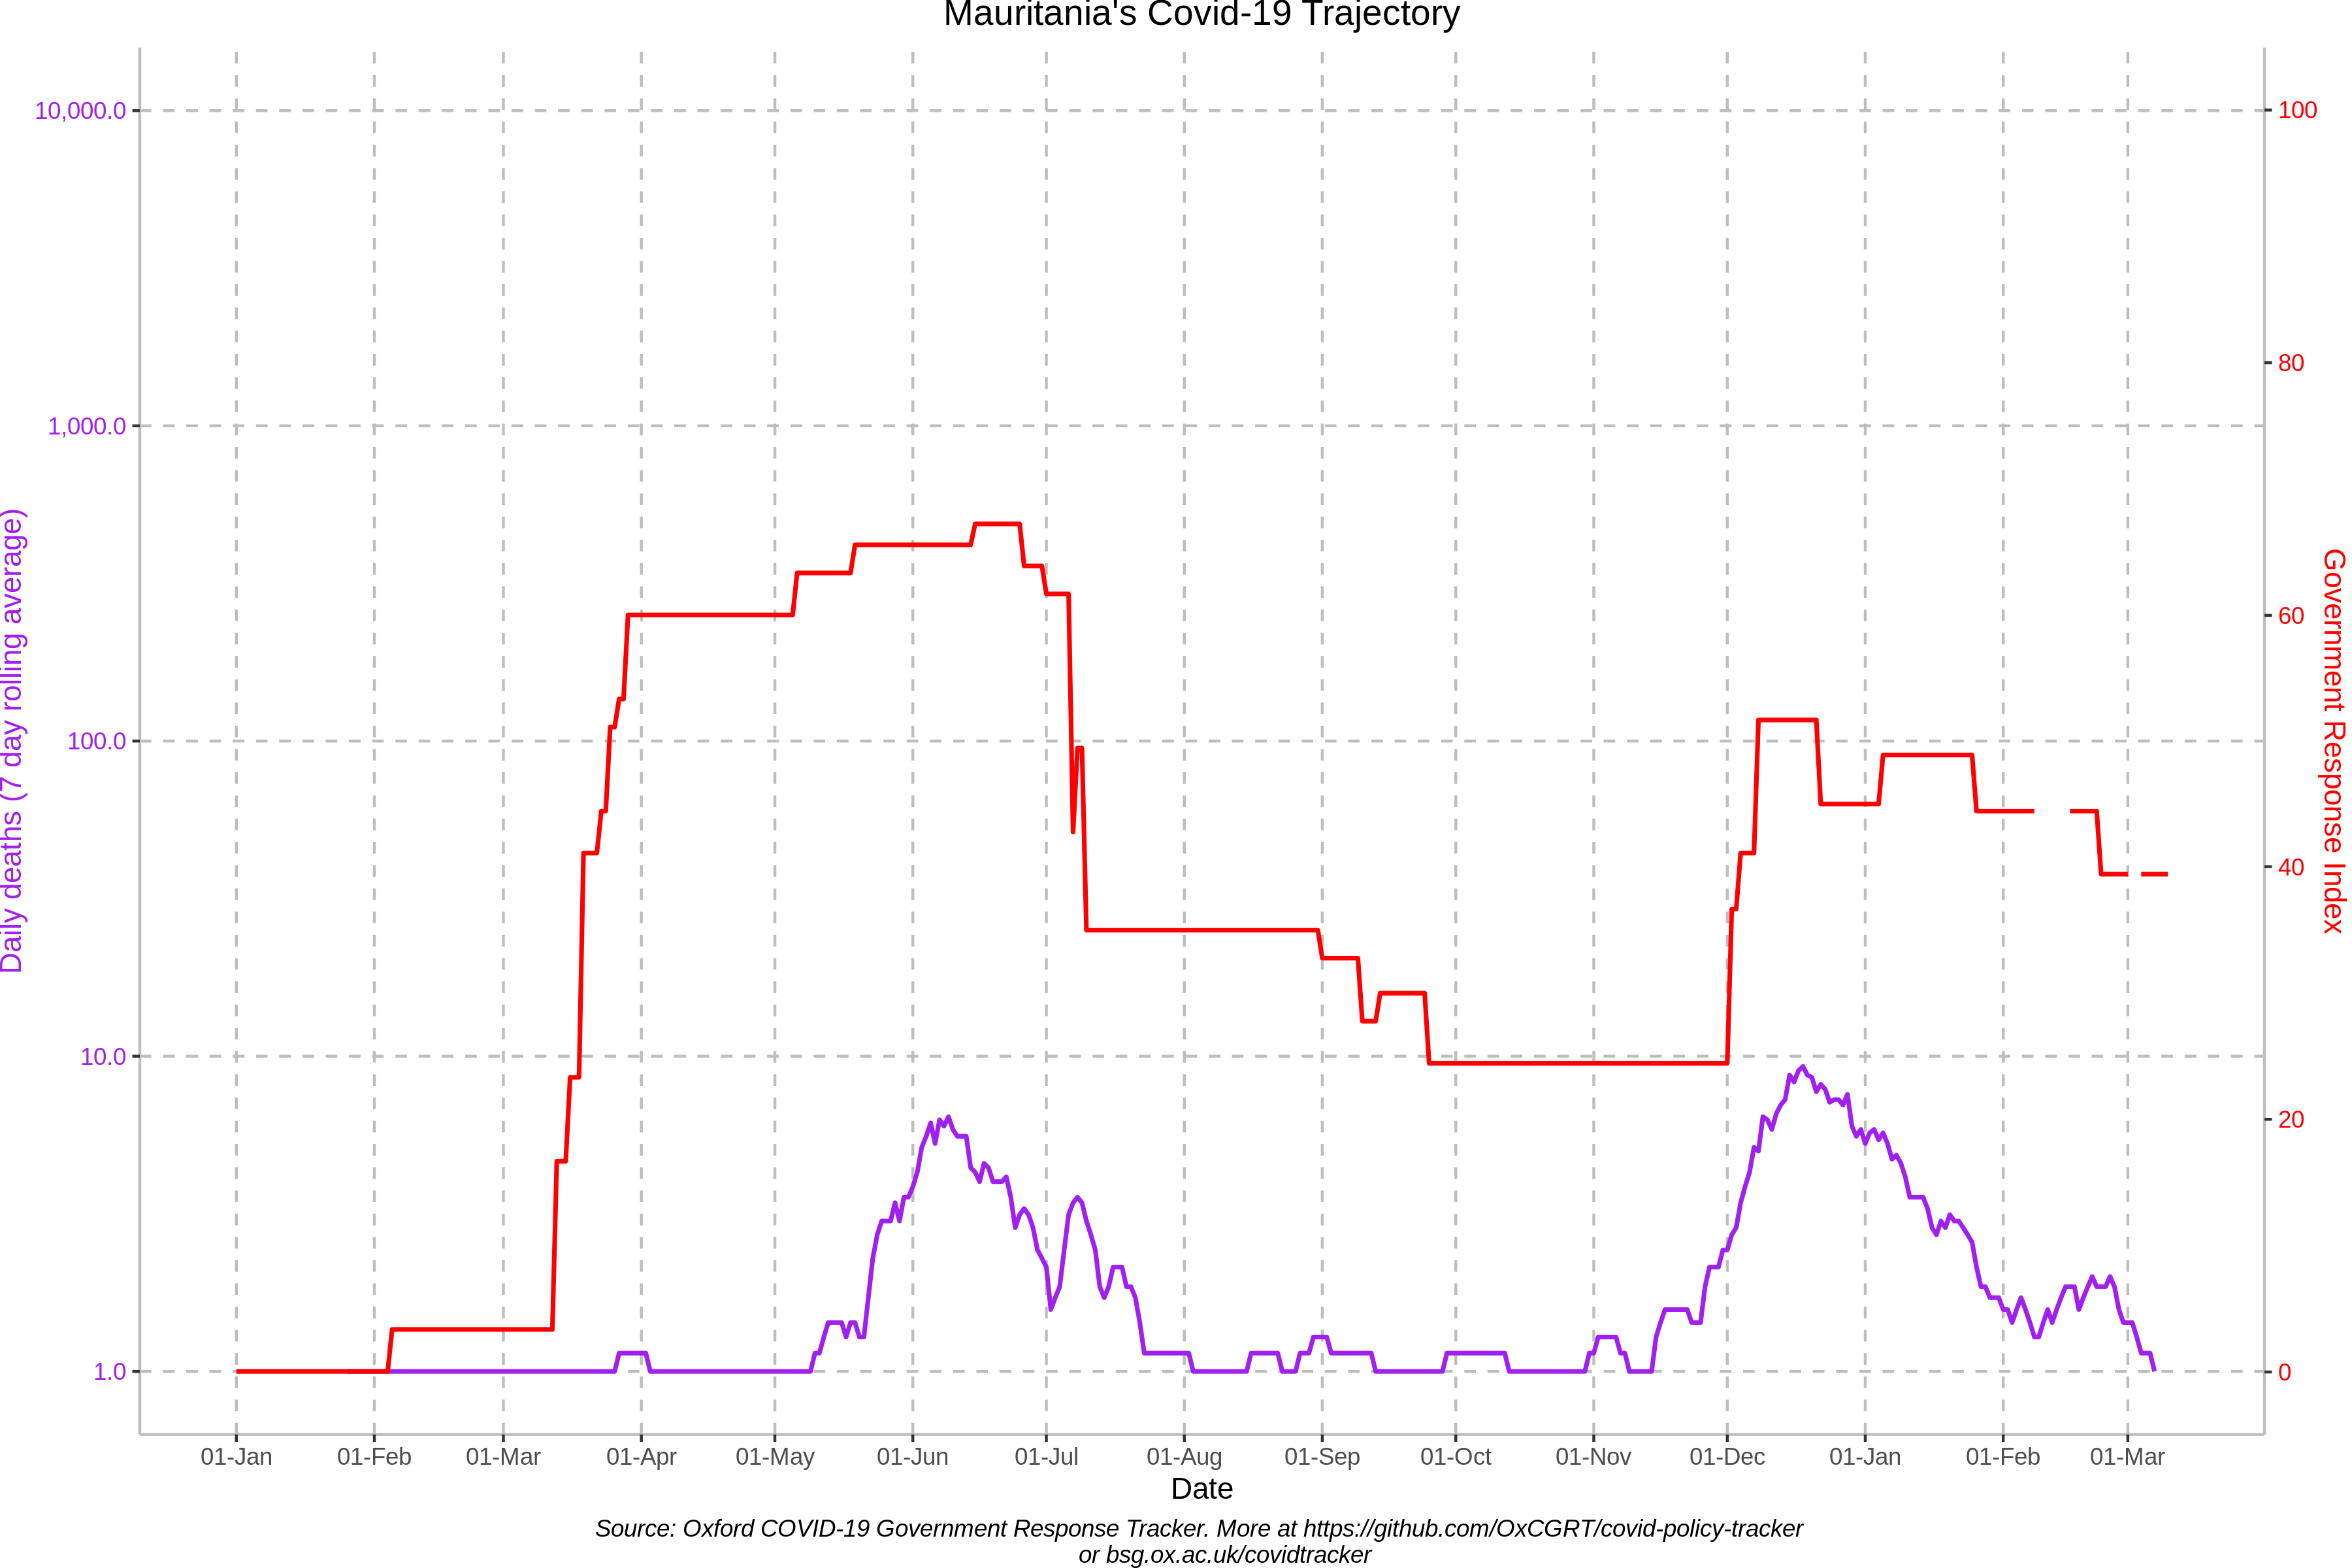 Mauritania's Covid-19 Trajectory
10,000.0
1,000.0
100.0
10.0
1.0
Daily deaths (7 day rolling average)
100
80
60
40
20
0
Government Response Index
01-Jan 01-Feb 01-Mar 01-Apr 01-May 01-Jun 01-Jul 01-Aug 01-Sep 01-Oct 01-Nov 01-Dec 01-Jan 01-Feb 01-Mar
Date
Source: Oxford COVID-19 Government Response Tracker. More at https://github.com/OxCGRT/covid-policy-tracker
or bsg.ox.ac.uk/covidtracker